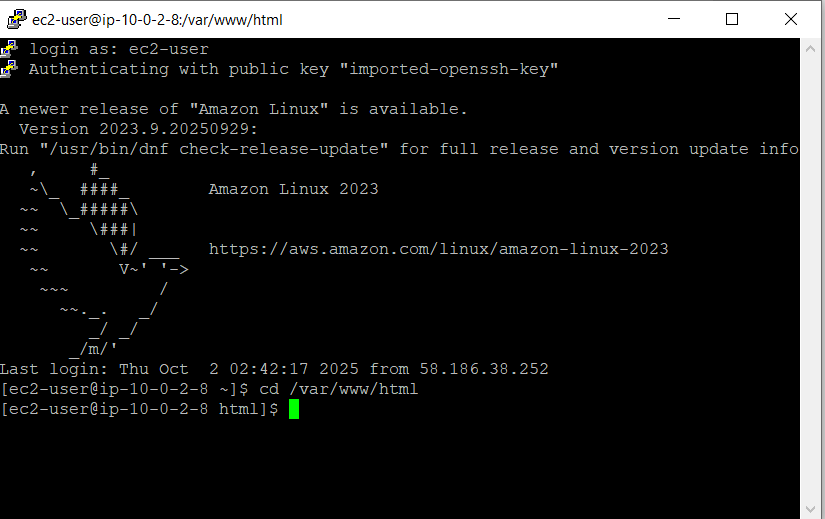 ec2-user@ip-10-0-2-8:/var/www/html
login as: ec2-user
Authenticating with public key "imported-openssh-key"
A newer release of "Amazon Linux" is available.
  Version 2023.9.20250929:
Run "/usr/bin/dnf check-release-update" for full release and version update info
   ,     #_
   ~\_  ####_        Amazon Linux 2023
  ~~  \_#####\
  ~~     \###|
  ~~       \#/ ___   https://aws.amazon.com/linux/amazon-linux-2023
   ~~       V~' '->
    ~~~         /
      ~~._.   _/
         _/ _/
       _/m/'
Last login: Thu Oct  2 02:42:17 2025 from 58.186.38.252
[ec2-user@ip-10-0-2-8 ~]$ cd /var/www/html
[ec2-user@ip-10-0-2-8 html]$